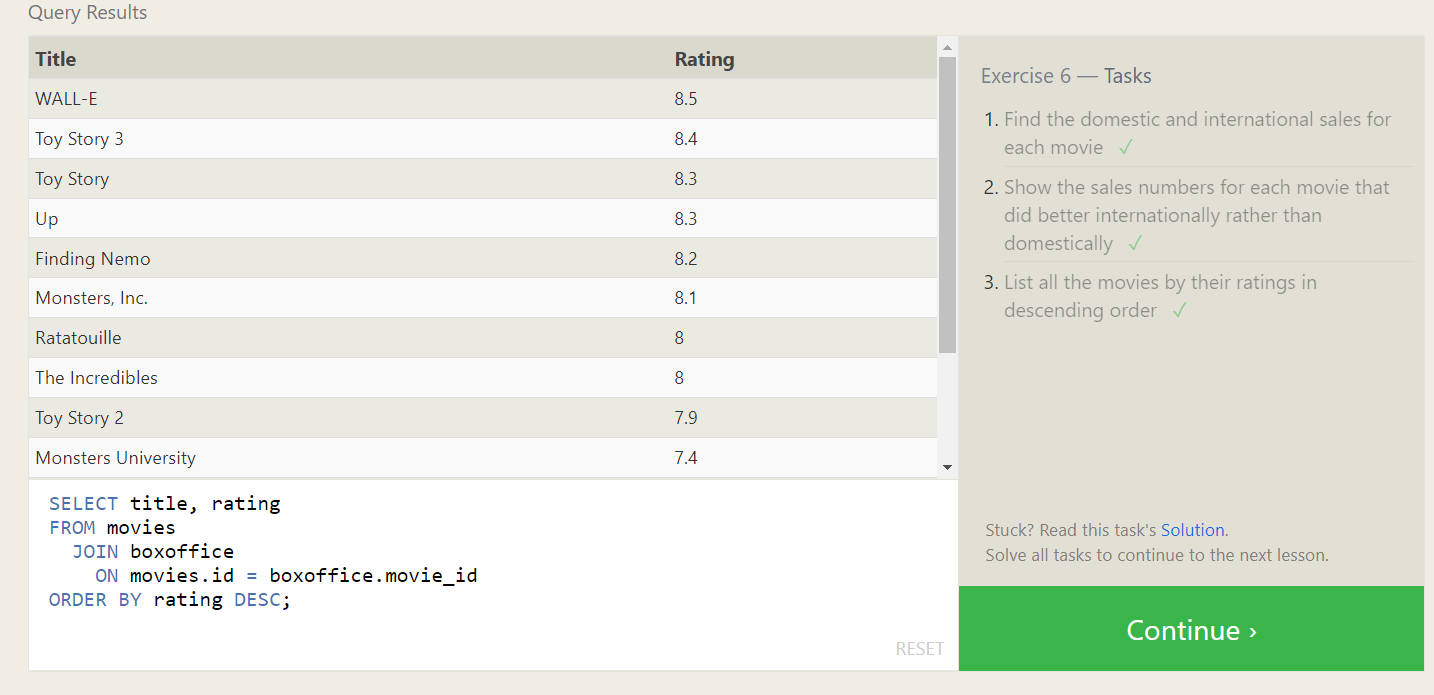 Query Results
Title Rating
WALL-E 8.5
Toy Story 3 8.4
Toy Story 8.3
Up 8.3
Finding Nemo 8.2
Monsters, Inc. 8.1
Ratatouille 8
The Incredibles 8
Toy Story 2 7.9
Monsters University 7.4
SELECT title, rating
FROM movies
  JOIN boxoffice
    ON movies.id = boxoffice.movie_id
ORDER BY rating DESC;
RESET
Exercise 6 — Tasks
1. Find the domestic and international sales for
each movie ✓
2. Show the sales numbers for each movie that
did better internationally rather than
domestically ✓
3. List all the movies by their ratings in
descending order ✓
Stuck? Read this task's Solution.
Solve all tasks to continue to the next lesson.
Continue ›